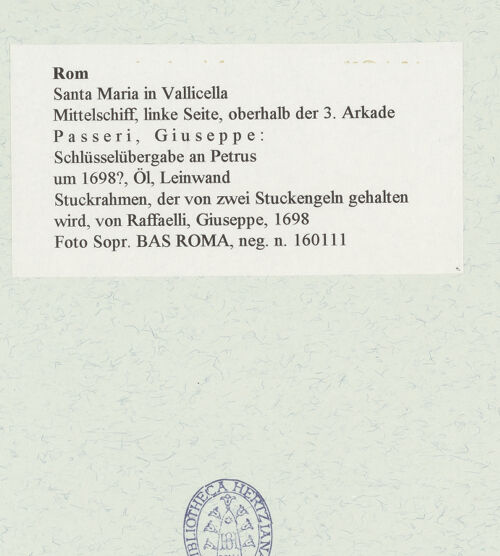 Rom
Santa Maria in Vallicella
Mittelschiff, linke Seite, oberhalb der 3. Arkade
Passeri, Giuseppe:
Schlüsselübergabe an Petrus
um 1698?, Öl, Leinwand
Stuckrahmen, der von zwei Stuckengeln gehalten
wird, von Raffaelli, Giuseppe, 1698
Foto Sopr. BAS ROMA, neg. n. 160111
BIBLIOTHECA HERTZIANA